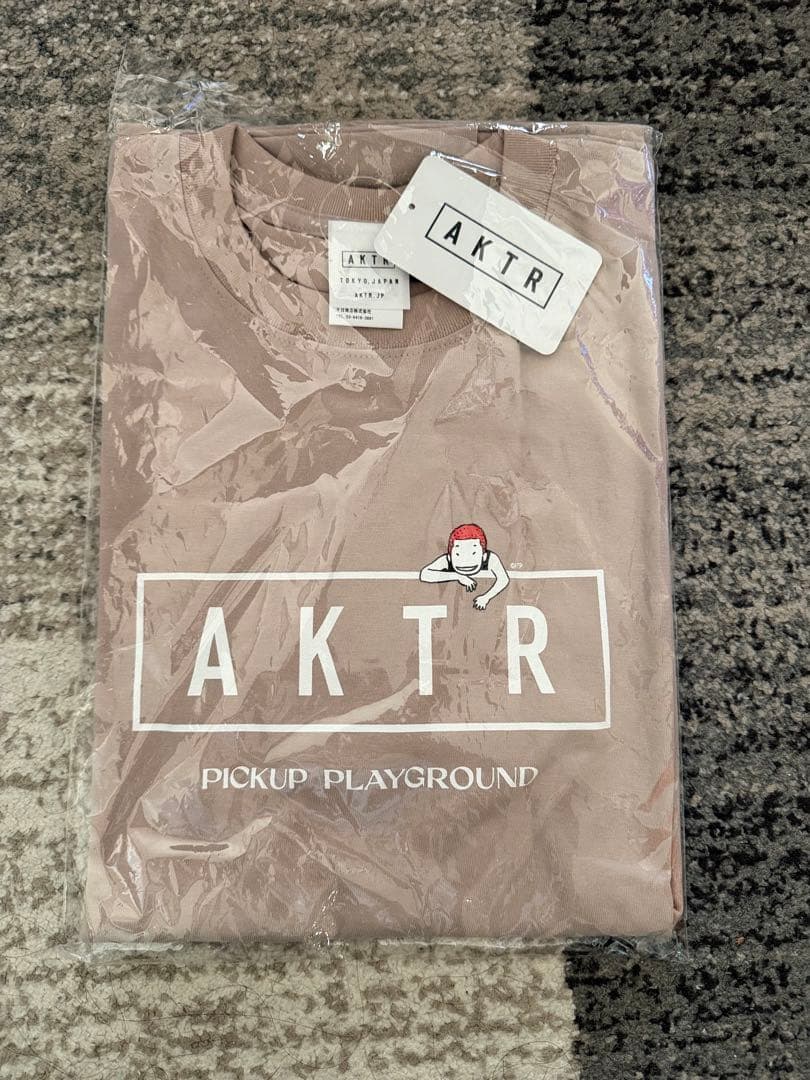 AKTR
TOKYO, JAPAN
AKTR.JP
AKTR
AKTR
PICKUP PLAYGROUND